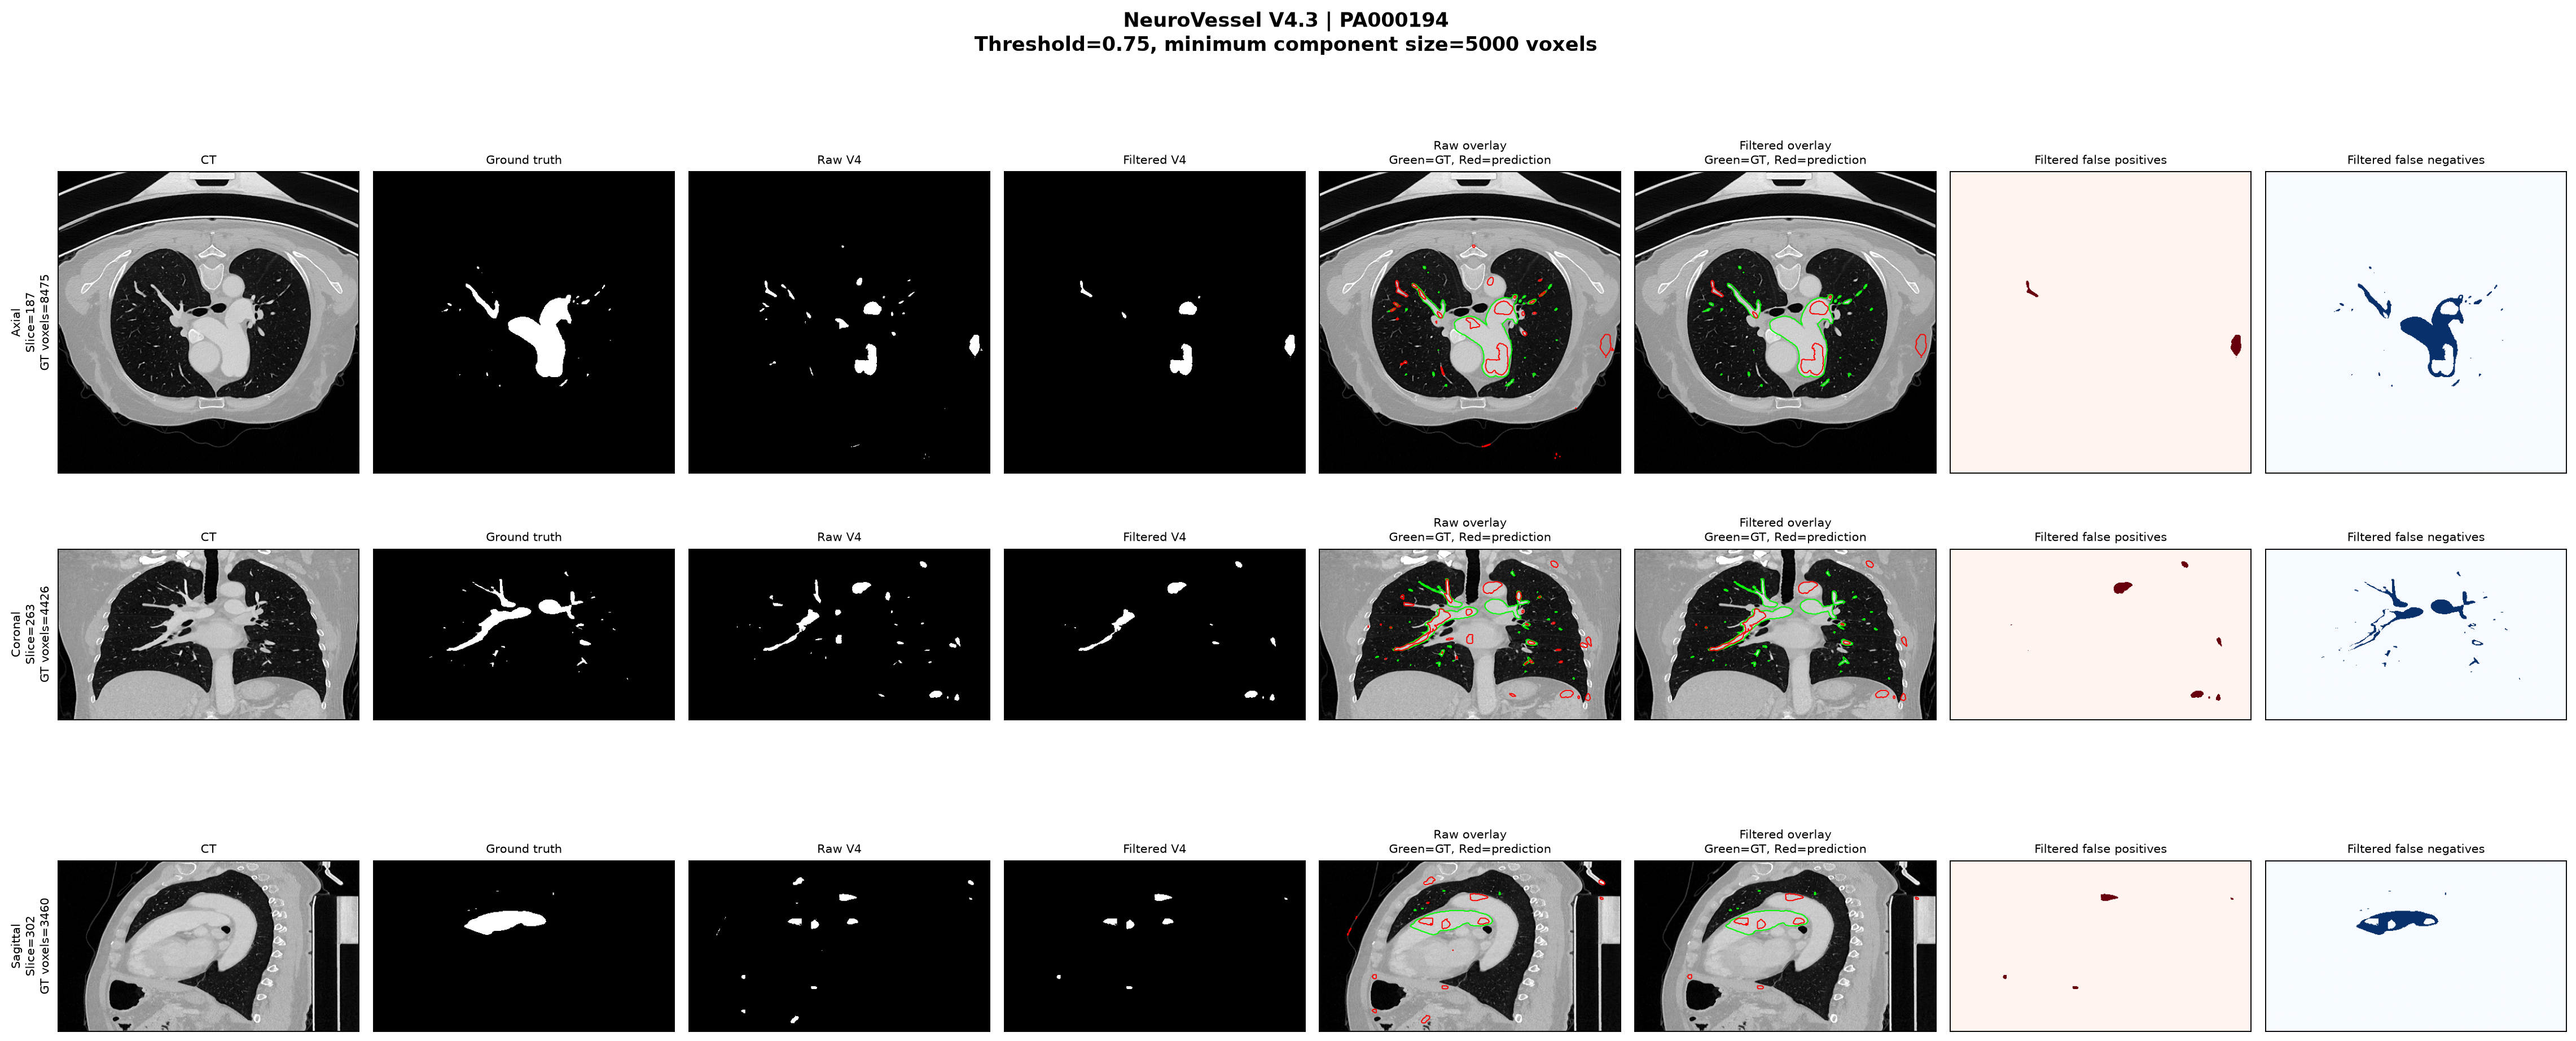 NeuroVessel V4.3 | PA000194
Threshold=0.75, minimum component size=5000 voxels
Axial
Slice=187
GT voxels=8475
CT
Ground truth
Raw V4
Filtered V4
Raw overlay
Green=GT, Red=prediction
Filtered overlay
Green=GT, Red=prediction
Filtered false positives
Filtered false negatives
Coronal
Slice=263
GT voxels=4426
CT
Ground truth
Raw V4
Filtered V4
Raw overlay
Green=GT, Red=prediction
Filtered overlay
Green=GT, Red=prediction
Filtered false positives
Filtered false negatives
Sagittal
Slice=302
GT voxels=3460
CT
Ground truth
Raw V4
Filtered V4
Raw overlay
Green=GT, Red=prediction
Filtered overlay
Green=GT, Red=prediction
Filtered false positives
Filtered false negatives